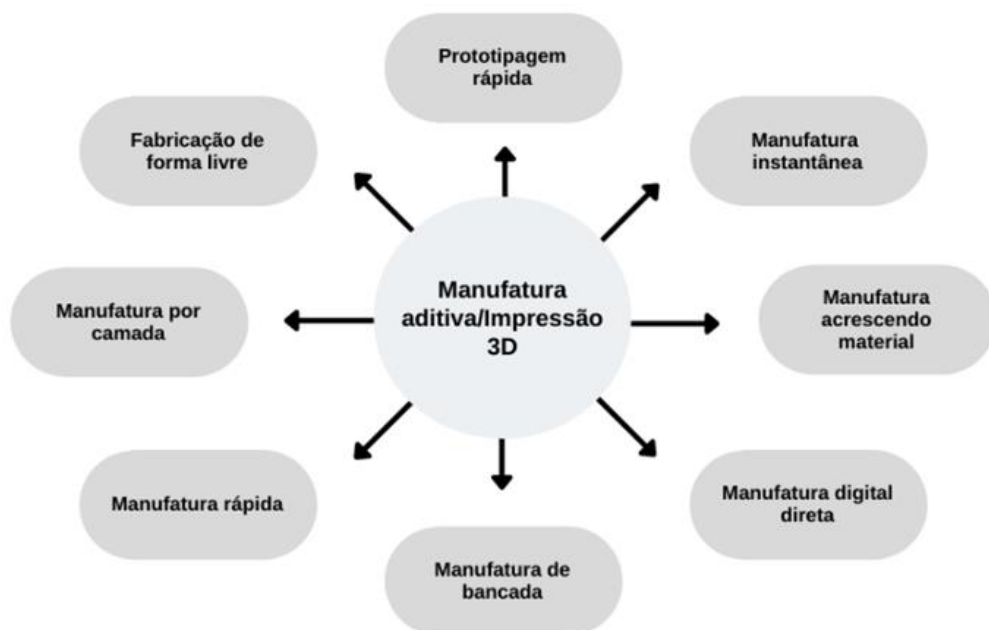 Prototipagem
rápida
Fabricação de
forma livre
Manufatura
instantânea
Manufatura
aditiva/Impressão
3D
Manufatura por
camada
Manufatura
acrescendo
material
Manufatura rápida
Manufatura digital
direta
Manufatura de
bancada